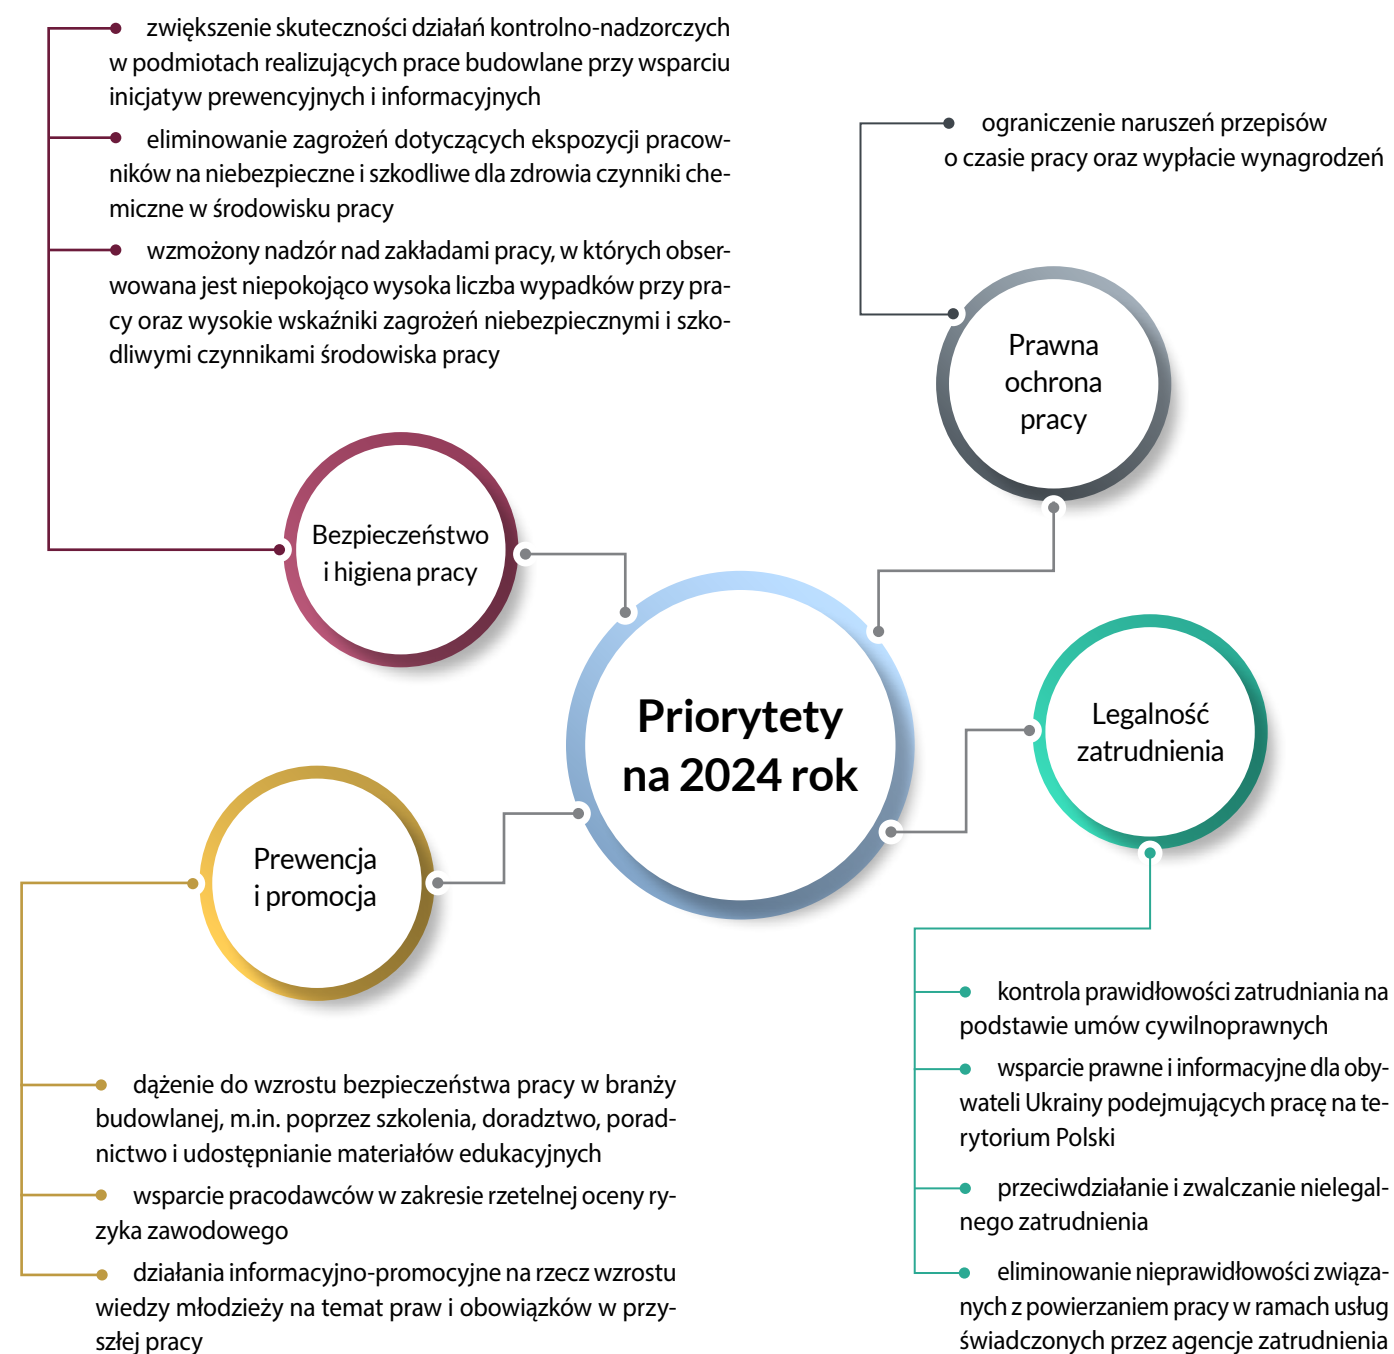 zwiększenie skuteczności działań kontrolno-nadzorczych
w podmiotach realizujących prace budowlane przy wsparciu
inicjatyw prewencyjnych i informacyjnych
eliminowanie zagrożeń dotyczących ekspozycji pracow-
ników na niebezpieczne i szkodliwe dla zdrowia czynniki che-
miczne w środowisku pracy
wzmożony nadzór nad zakładami pracy, w których obser-
wowana jest niepokojąco wysoka liczba wypadków przy pra-
cy oraz wysokie wskaźniki zagrożeń niebezpiecznymi i szko-
dliwymi czynnikami środowiska pracy
ograniczenie naruszeń przepisów
o czasie pracy oraz wypłacie wynagrodzeń
Prawna
ochrona
pracy
Bezpieczeństwo
i higiena pracy
Priorytety
na 2024 rok
Legalność
zatrudnienia
Prewencja
i promocja
dążenie do wzrostu bezpieczeństwa pracy w branży
budowlanej, m.in. poprzez szkolenia, doradztwo, porad-
nictwo i udostępnianie materiałów edukacyjnych
wsparcie pracodawców w zakresie rzetelnej oceny ry-
zyka zawodowego
działania informacyjno-promocyjne na rzecz wzrostu
wiedzy młodzieży na temat praw i obowiązków w przy-
szłej pracy
kontrola prawidłowości zatrudniania na
podstawie umów cywilnoprawnych
wsparcie prawne i informacyjne dla oby-
wateli Ukrainy podejmujących pracę na te-
rytorium Polski
przeciwdziałanie i zwalczanie nielegal-
nego zatrudnienia
eliminowanie nieprawidłowości związa-
nych z powierzaniem pracy w ramach usług
świadczonych przez agencje zatrudnienia